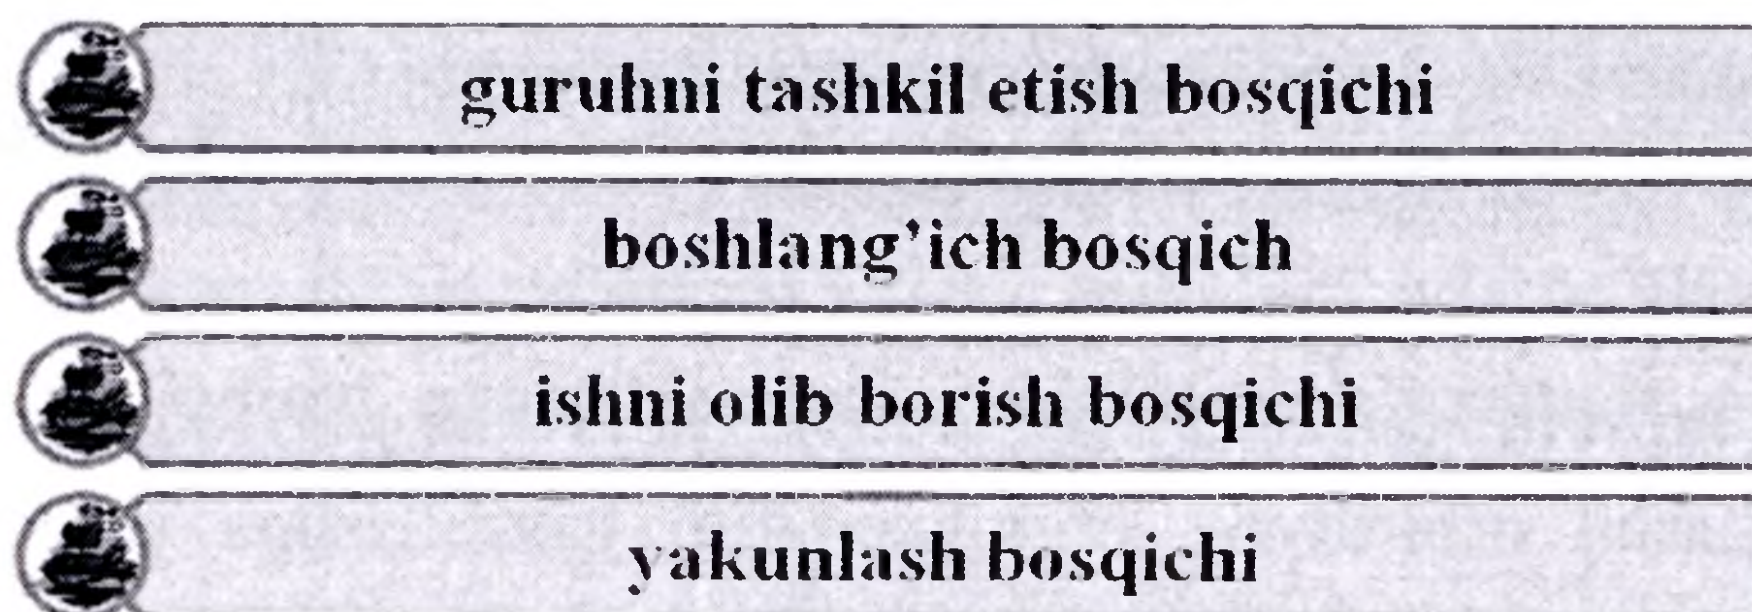 guruhni tashkil etish bosqichi
boshlang’ich bosqich
ishni olib borish bosqichi
yakunlash bosqichi